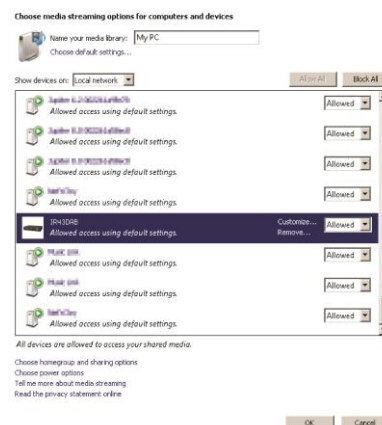 Choose media streaming options for computers and devices
Name your media library: My PC
Choose default settings...
Show devices on: Local network
Allow All Block All
Allowed
Allowed access using default settings.
Allowed
Allowed access using default settings.
Allowed
Allowed access using default settings.
Allowed
Allowed access using default settings.
IR43DAB Customize... Allowed
Allowed access using default settings. Remove...
Allowed
Allowed access using default settings.
Allowed
Allowed access using default settings.
Allowed
Allowed access using default settings.
All devices are allowed to access your shared media.
Choose homegroup and sharing options
Choose power options
Tell me more about media streaming
Read the privacy statement online
OK Cancel